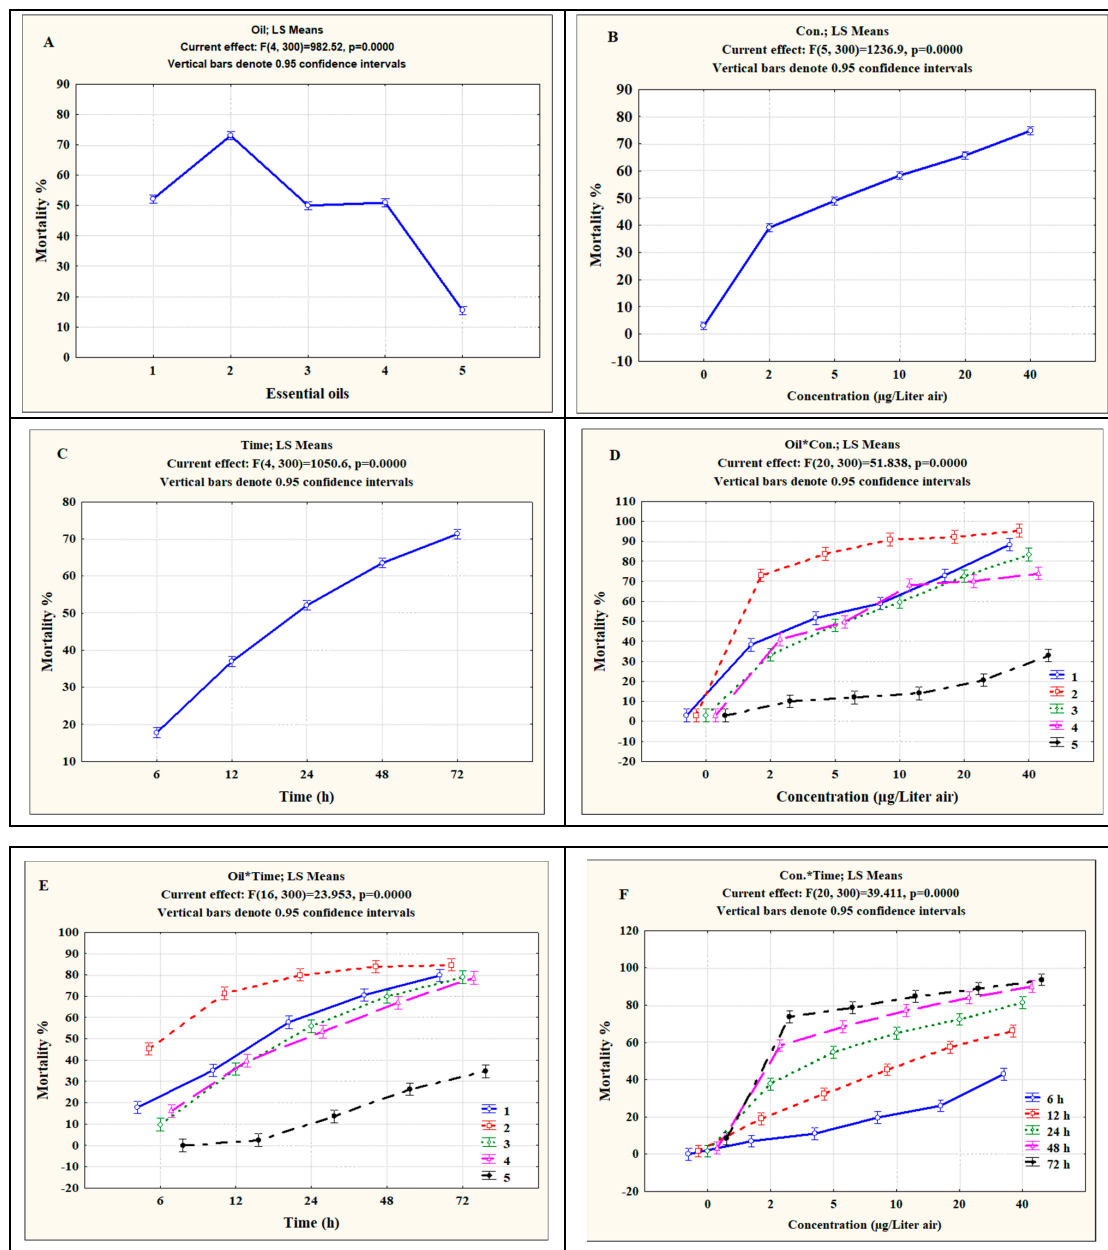 A
Oil; LS Means
Current effect: F(4, 300)=982.52, p=0.0000
Vertical bars denote 0.95 confidence intervals
90
80
70
60
50
40
30
20
10
0
Mortality %
1 2 3 4 5
Essential oils
B
Con.; LS Means
Current effect: F(5, 300)=1236.9, p=0.0000
Vertical bars denote 0.95 confidence intervals
90
80
70
60
50
40
30
20
10
0
-10
Mortality %
0 2 5 10 20 40
Concentration (µg/Liter air)
C
Time; LS Means
Current effect: F(4, 300)=1050.6, p=0.0000
Vertical bars denote 0.95 confidence intervals
80
70
60
50
40
30
20
10
Mortality %
6 12 24 48 72
Time (h)
D
Oil*Con.; LS Means
Current effect: F(20, 300)=51.838, p=0.0000
Vertical bars denote 0.95 confidence intervals
110
100
90
80
70
60
50
40
30
20
10
0
-10
-20
Mortality %
1
2
3
4
5
0 2 5 10 20 40
Concentration (µg/Liter air)
E
Oil*Time; LS Means
Current effect: F(16, 300)=23.953, p=0.0000
Vertical bars denote 0.95 confidence intervals
100
90
80
70
60
50
40
30
20
10
0
-10
-20
Mortality %
1
2
3
4
5
6 12 24 48 72
Time (h)
F
Con.*Time; LS Means
Current effect: F(20, 300)=39.411, p=0.0000
Vertical bars denote 0.95 confidence intervals
120
100
80
60
40
20
0
-20
Mortality %
6 h
12 h
24 h
48 h
72 h
0 2 5 10 20 40
Concentration (µg/Liter air)